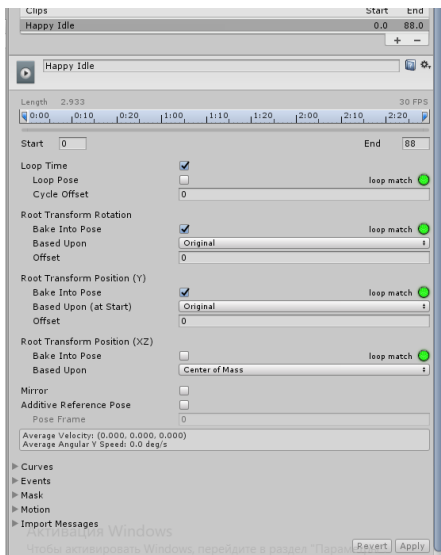 Clips Start End
Happy Idle 0.0 88.0
+ −
Happy Idle
Length 2.933 30 FPS
0:00 0:10 0:20 1:00 1:10 1:20 2:00 2:10 2:20
Start 0 End 88
Loop Time
Loop Pose loop match
Cycle Offset 0
Root Transform Rotation
Bake Into Pose loop match
Based Upon Original
Offset 0
Root Transform Position (Y)
Bake Into Pose loop match
Based Upon (at Start) Original
Offset 0
Root Transform Position (XZ)
Bake Into Pose loop match
Based Upon Center of Mass
Mirror
Additive Reference Pose
Pose Frame 0
Average Velocity: (0.000, 0.000, 0.000)
Average Angular Y Speed: 0.0 deg/s
Curves
Events
Mask
Motion
Import Messages
Активация Windows
Чтобы активировать Windows, перейдите в раздел "Параме
Revert Apply